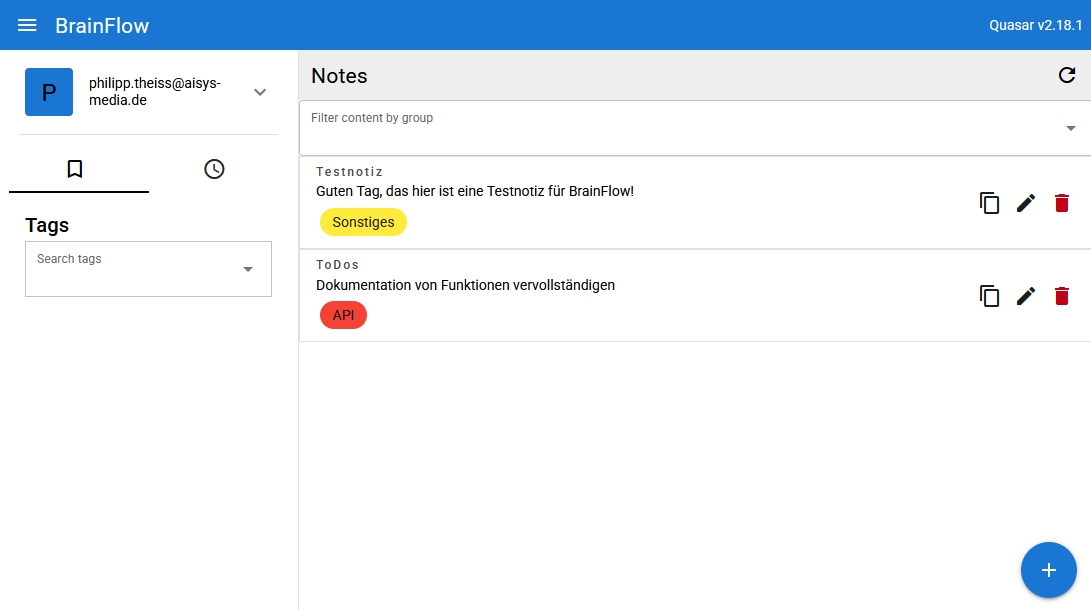 BrainFlow
Quasar v2.18.1
P
philipp.theiss@aisys-
media.de
Tags
Search tags
Notes
Filter content by group
Testnotiz
Guten Tag, das hier ist eine Testnotiz für BrainFlow!
Sonstiges
ToDos
Dokumentation von Funktionen vervollständigen
API